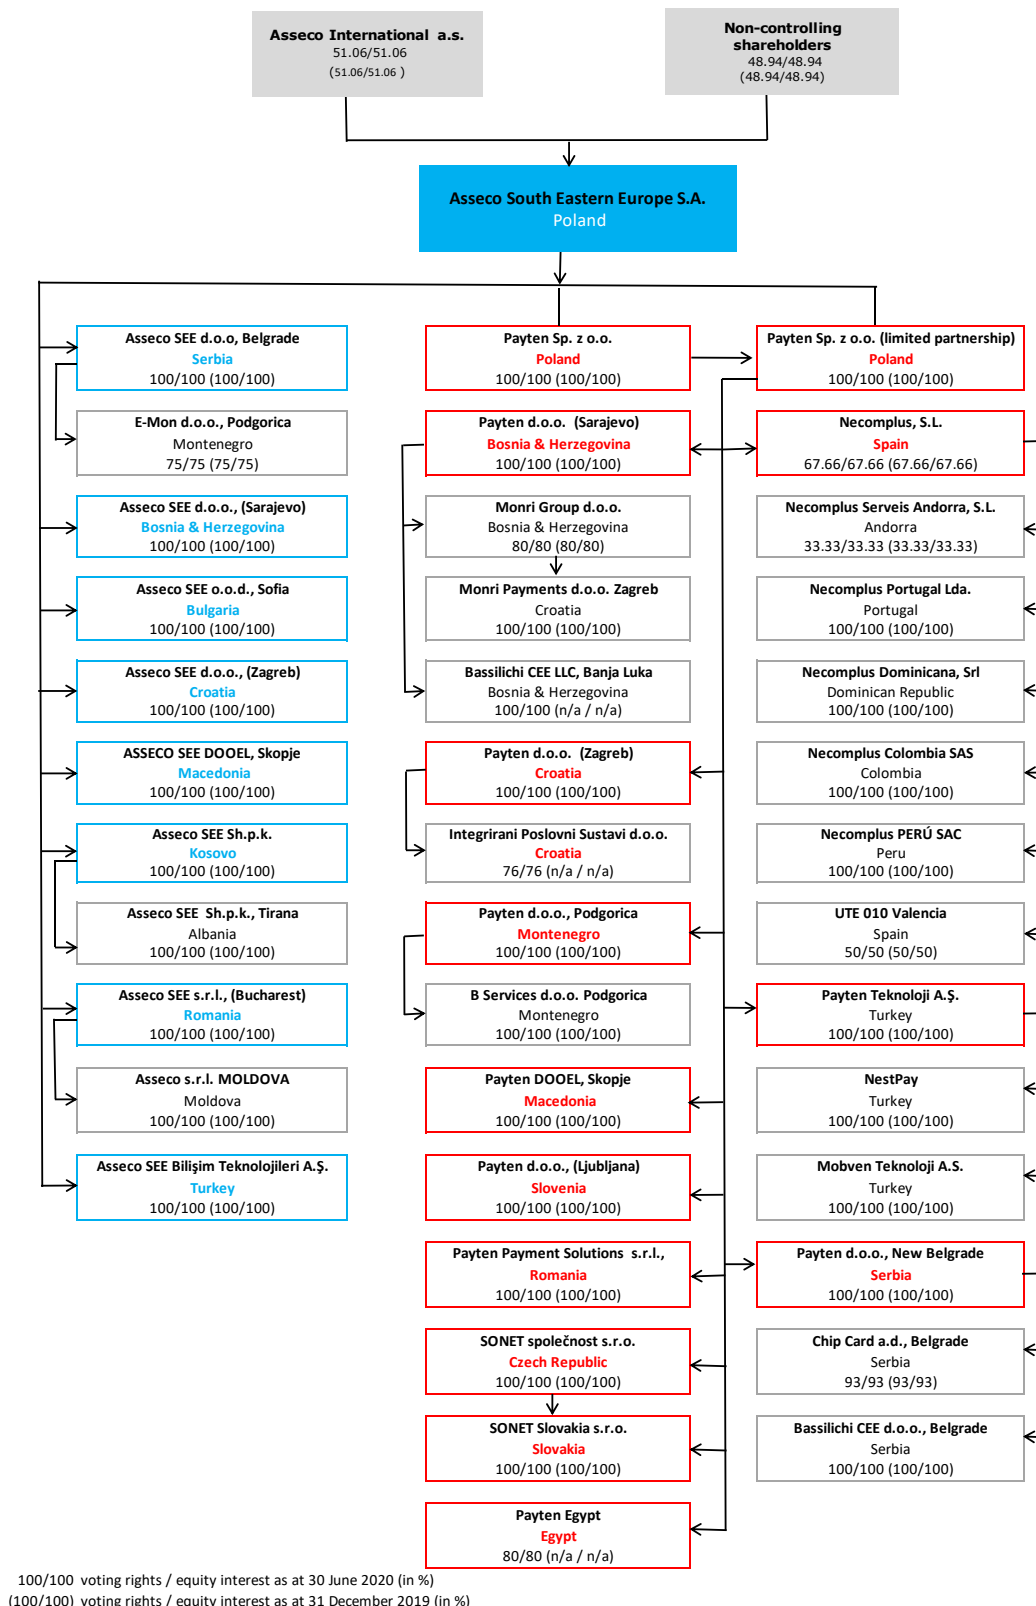 Asseco International a.s.
51.06/51.06
(51.06/51.06 )
Non-controlling
shareholders
48.94/48.94
(48.94/48.94)
Asseco South Eastern Europe S.A.
Poland
Asseco SEE d.o.o, Belgrade
Serbia
100/100 (100/100)
E-Mon d.o.o., Podgorica
Montenegro
75/75 (75/75)
Asseco SEE d.o.o., (Sarajevo)
Bosnia & Herzegovina
100/100 (100/100)
Asseco SEE o.o.d., Sofia
Bulgaria
100/100 (100/100)
Asseco SEE d.o.o., (Zagreb)
Croatia
100/100 (100/100)
ASSECO SEE DOOEL, Skopje
Macedonia
100/100 (100/100)
Asseco SEE Sh.p.k.
Kosovo
100/100 (100/100)
Asseco SEE  Sh.p.k., Tirana
Albania
100/100 (100/100)
Asseco SEE s.r.l., (Bucharest)
Romania
100/100 (100/100)
Asseco s.r.l. MOLDOVA
Moldova
100/100 (100/100)
Asseco SEE Bilişim Teknolojileri A.Ş.
Turkey
100/100 (100/100)
Payten Sp. z o.o.
Poland
100/100 (100/100)
Payten d.o.o.  (Sarajevo)
Bosnia & Herzegovina
100/100 (100/100)
Monri Group d.o.o.
Bosnia & Herzegovina
80/80 (80/80)
Monri Payments d.o.o. Zagreb
Croatia
100/100 (100/100)
Bassilichi CEE LLC, Banja Luka
Bosnia & Herzegovina
100/100 (n/a / n/a)
Payten d.o.o.  (Zagreb)
Croatia
100/100 (100/100)
Integrirani Poslovni Sustavi d.o.o.
Croatia
76/76 (n/a / n/a)
Payten d.o.o., Podgorica
Montenegro
100/100 (100/100)
B Services d.o.o. Podgorica
Montenegro
100/100 (100/100)
Payten DOOEL, Skopje
Macedonia
100/100 (100/100)
Payten d.o.o., (Ljubljana)
Slovenia
100/100 (100/100)
Payten Payment Solutions  s.r.l.,
Romania
100/100 (100/100)
SONET společnost s.r.o.
Czech Republic
100/100 (100/100)
SONET Slovakia s.r.o.
Slovakia
100/100 (100/100)
Payten Egypt
Egypt
80/80 (n/a / n/a)
Payten Sp. z o.o. (limited partnership)
Poland
100/100 (100/100)
Necomplus, S.L.
Spain
67.66/67.66 (67.66/67.66)
Necomplus Serveis Andorra, S.L.
Andorra
33.33/33.33 (33.33/33.33)
Necomplus Portugal Lda.
Portugal
100/100 (100/100)
Necomplus Dominicana, Srl
Dominican Republic
100/100 (100/100)
Necomplus Colombia SAS
Colombia
100/100 (100/100)
Necomplus PERÚ SAC
Peru
100/100 (100/100)
UTE 010 Valencia
Spain
50/50 (50/50)
Payten Teknoloji A.Ş.
Turkey
100/100 (100/100)
NestPay
Turkey
100/100 (100/100)
Mobven Teknoloji A.S.
Turkey
100/100 (100/100)
Payten d.o.o., New Belgrade
Serbia
100/100 (100/100)
Chip Card a.d., Belgrade
Serbia
93/93 (93/93)
Bassilichi CEE d.o.o., Belgrade
Serbia
100/100 (100/100)
100/100 voting rights / equity interest as at 30 June 2020 (in %)
(100/100) voting rights / equity interest as at 31 December 2019 (in %)